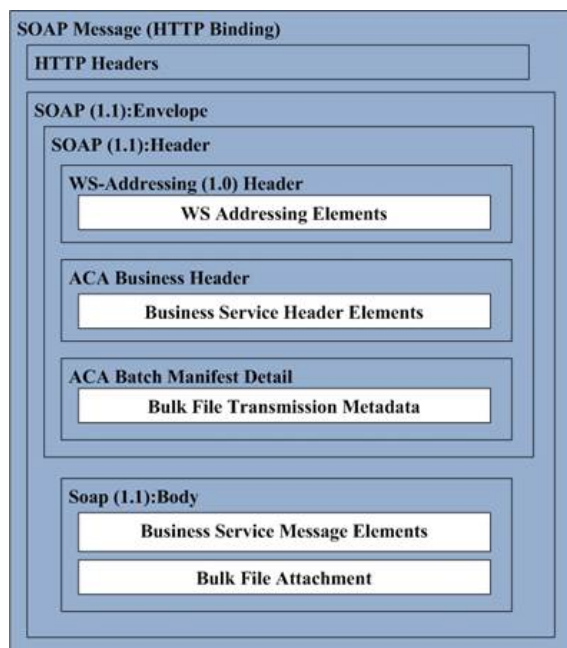 SOAP Message (HTTP Binding)
HTTP Headers
SOAP (1.1):Envelope
SOAP (1.1):Header
WS-Addressing (1.0) Header
WS Addressing Elements
ACA Business Header
Business Service Header Elements
ACA Batch Manifest Detail
Bulk File Transmission Metadata
Soap (1.1):Body
Business Service Message Elements
Bulk File Attachment